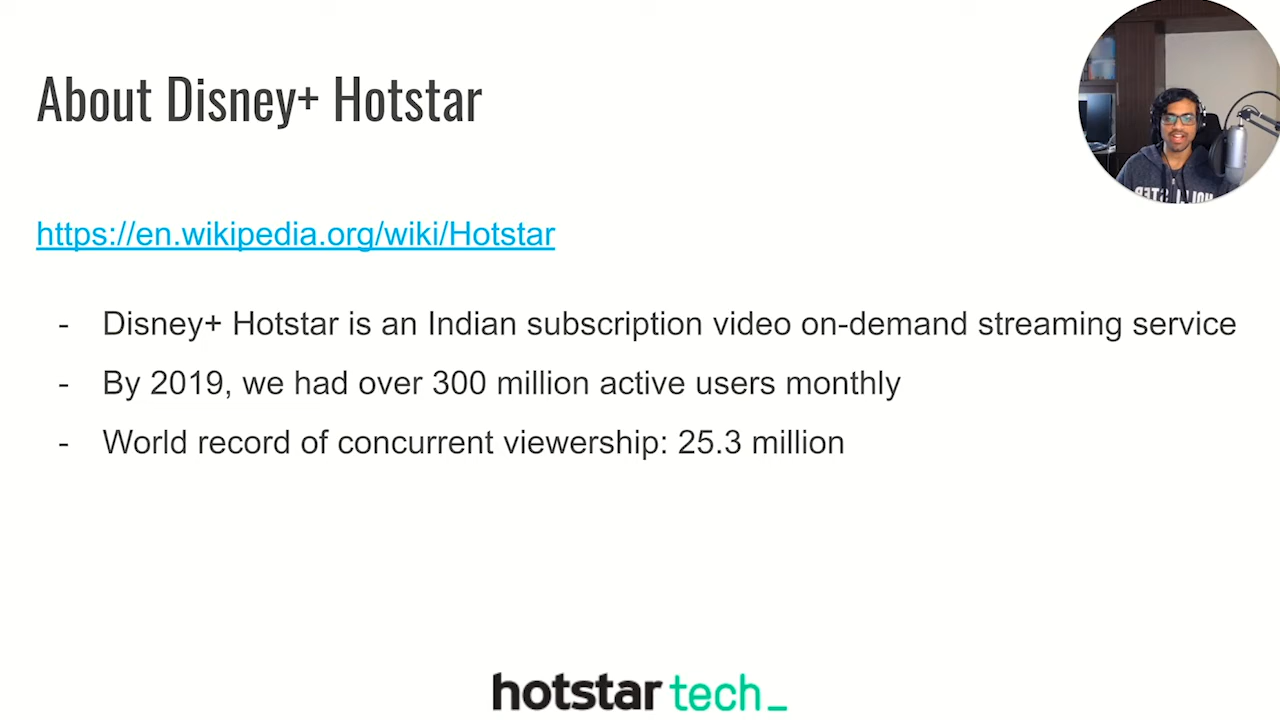 About Disney+ Hotstar
https://en.wikipedia.org/wiki/Hotstar
- Disney+ Hotstar is an Indian subscription video on-demand streaming service
- By 2019, we had over 300 million active users monthly
- World record of concurrent viewership: 25.3 million
hotstar tech_